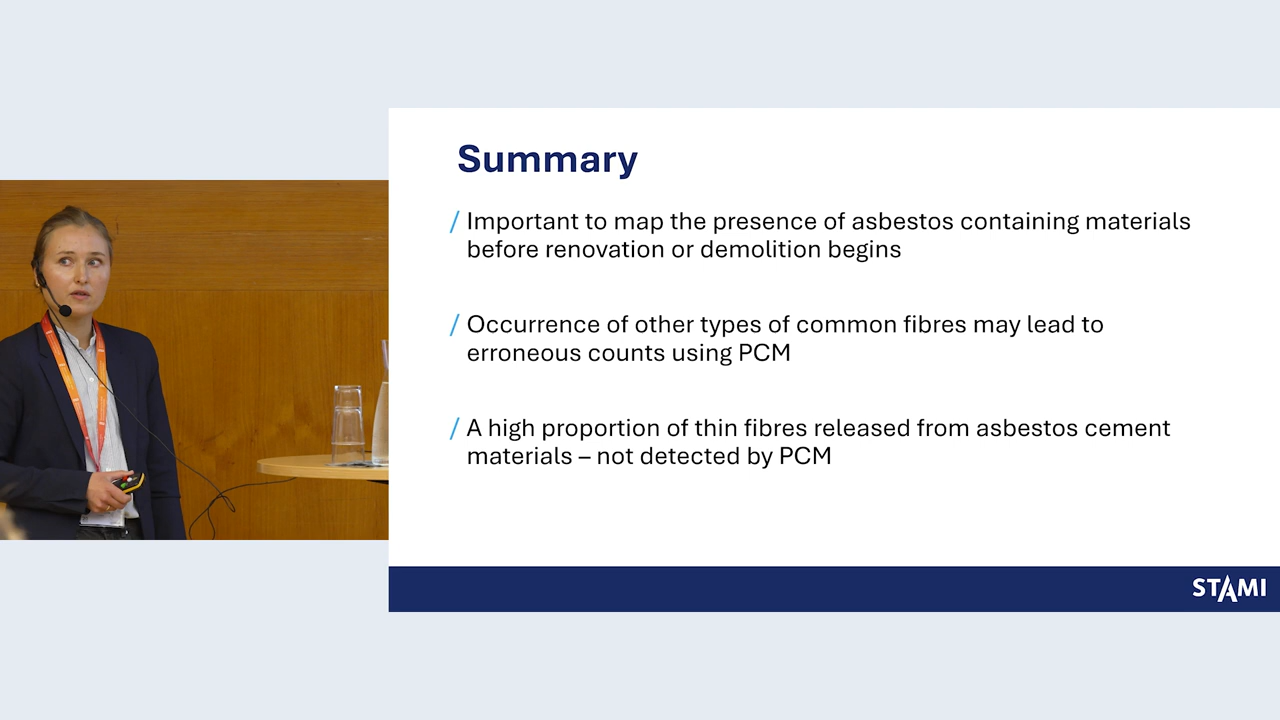 Summary
/ Important to map the presence of asbestos containing materials
before renovation or demolition begins
/ Occurrence of other types of common fibres may lead to
erroneous counts using PCM
/ A high proportion of thin fibres released from asbestos cement
materials – not detected by PCM
STAMI